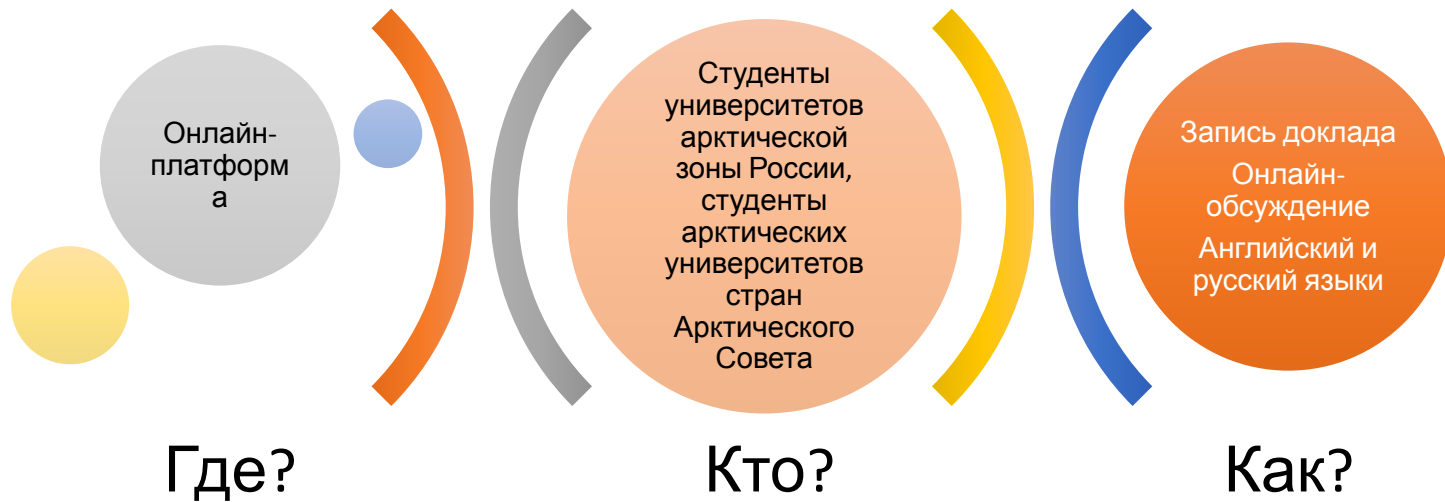 Онлайн-
платформ
а
Студенты
университетов
арктической
зоны России,
студенты
арктических
университетов
стран
Арктического
Совета
Запись доклада
Онлайн-
обсуждение
Английский и
русский языки
Где?
Кто?
Как?